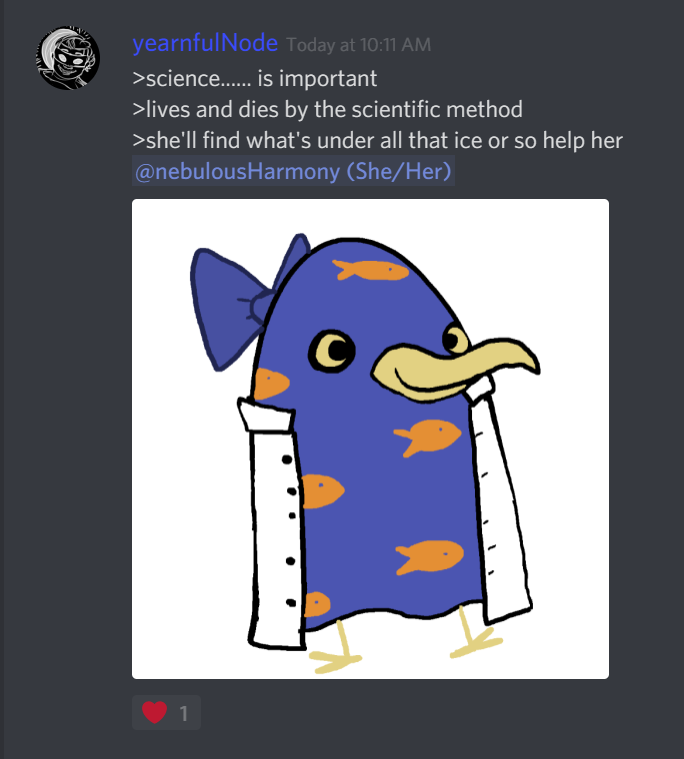 yearnfulNode Today at 10:11 AM
>science...... is important
>lives and dies by the scientific method
>she'll find what's under all that ice or so help her
@nebulousHarmony (She/Her)
1